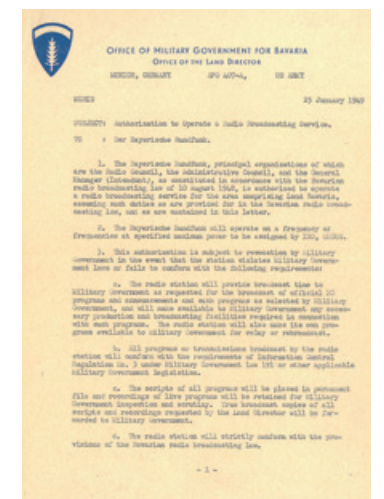 OFFICE OF MILITARY GOVERNMENT FOR BAVARIA
OFFICE OF THE LAND DIRECTOR
MUNICH, GERMANY APO 407-A, US ARMY
25 January 1949
SUBJECT: Authorization to Operate a Radio Broadcasting Service.
TO : Der Bayerische Rundfunk.
1. The Bayerische Rundfunk, principal organizations of which
are the Radio Council, the Administrative Council, and the General
Manager (Intendant), as constituted in accordance with the Bavarian
radio broadcasting law of 10 August 1948, is authorized to operate
a radio broadcasting service for the area comprising Land Bavaria,
assuming such duties as are provided for in the Bavarian radio broad-
casting law, and as are contained in this letter.
2. The Bayerische Rundfunk will operate on a frequency or
frequencies at specified maximum power to be assigned by
3. This authorization is subject to revocation by Military
Government in the event that the station violates Military Govern-
ment laws or fails to conform with the following requirements:
a. The radio station will provide broadcast time to
Military Government as requested for the broadcast of official
programs and announcements and such programs as selected by Military
Government, and will make available to Military Government any neces-
sary production and broadcasting facilities required in connection
with such programs. The radio station will also make its own pro-
grams available to Military Government for relay or rebroadcast.
b. All programs or transmissions broadcast by the radio
station will conform with the requirements of Information Control
Regulation No. 3 under Military Government Law 191 or other applicable
Military Government legislation.
c. The scripts of all programs will be placed in permanent
file and recordings of live programs will be retained for Military
Government inspection and scrutiny. True broadcast copies of all
scripts and recordings requested by the Land Director will be for-
warded to Military Government.
d. The radio station will strictly conform with the pro-
visions of the Bavarian radio broadcasting law.
- 1 -